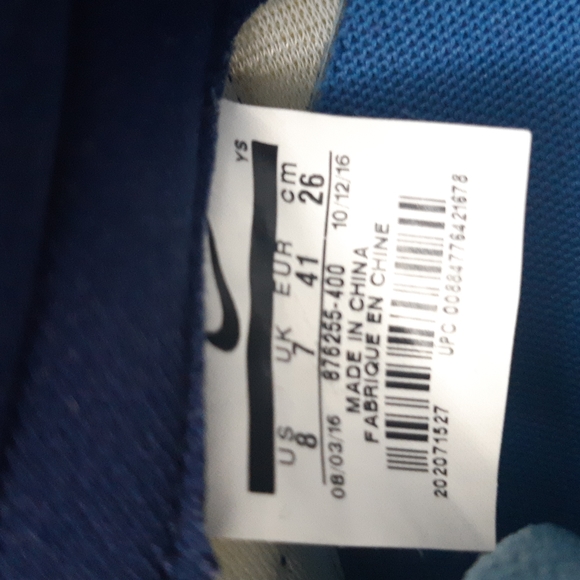 YS
US UK EUR cm
8 7 41 26
876255-400
08/03/16 10/12/16
MADE IN CHINA
FABRIQUE EN CHINE
202071527
UPC 00884776421678